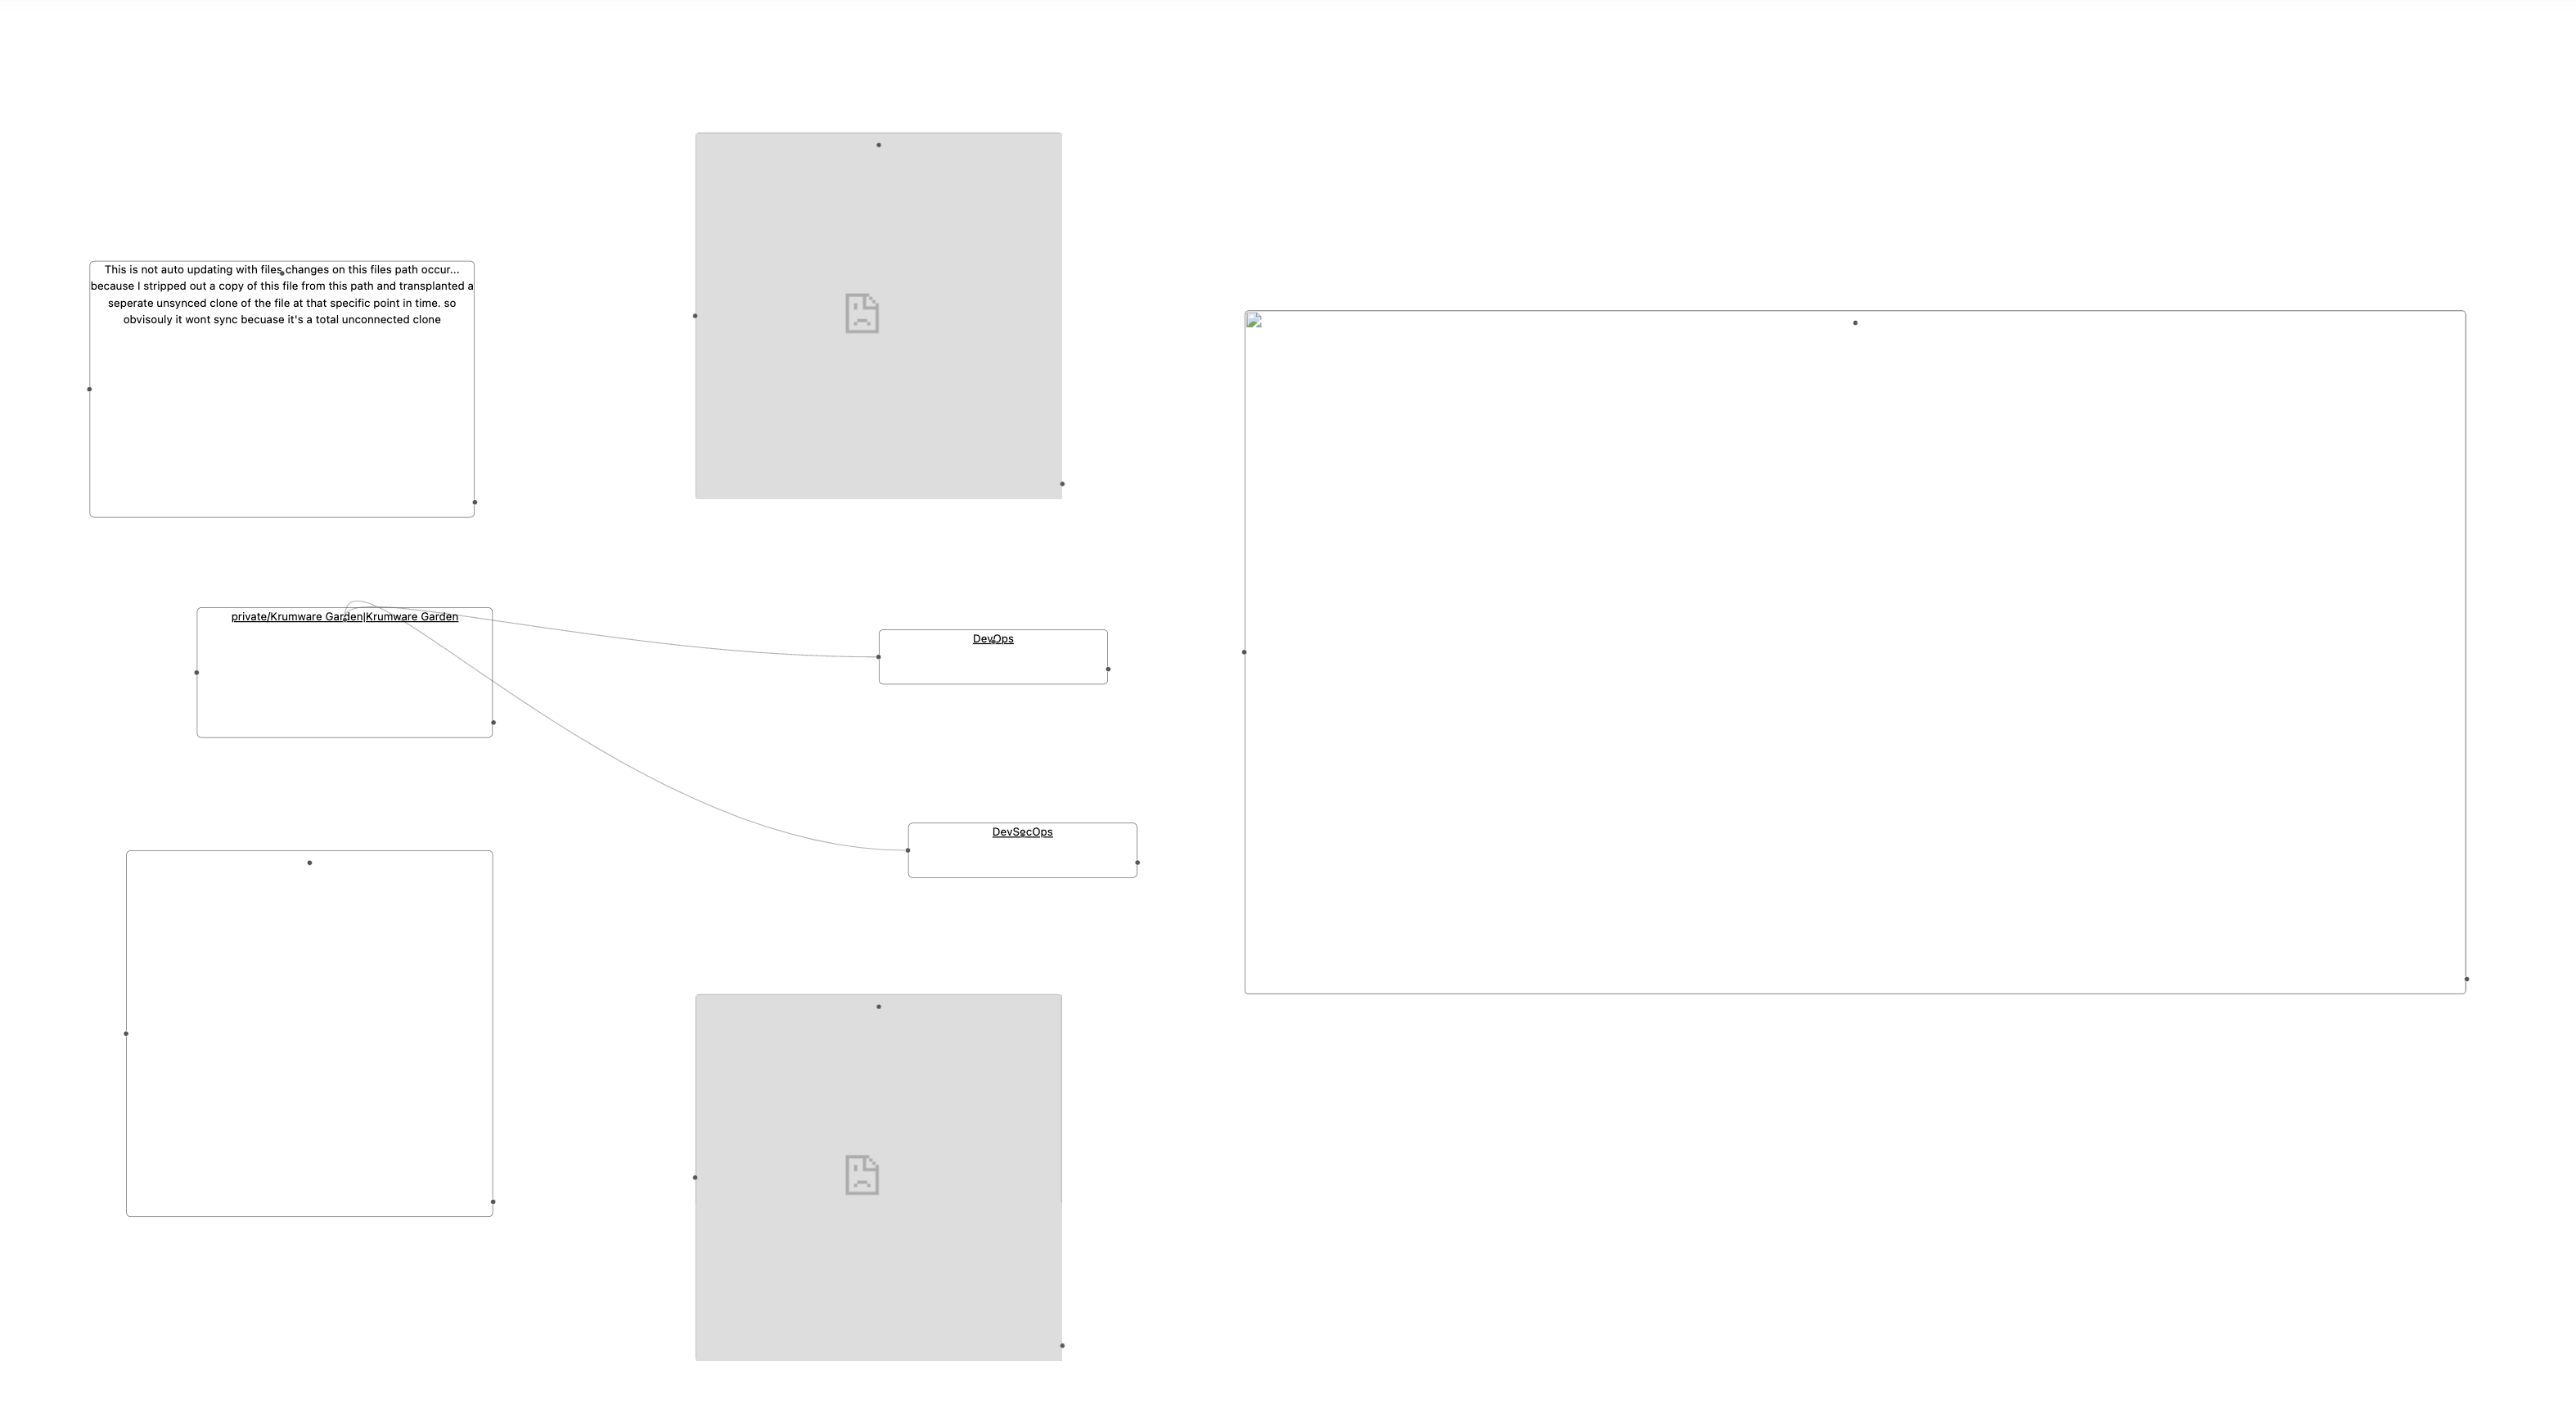 This is not auto updating with files changes on this files path occur...
because I stripped out a copy of this file from this path and transplanted a
seperate unsynced clone of the file at that specific point in time. so
obvisouly it wont sync becuase it's a total unconnected clone
private/Krumware Garden|Krumware Garden
DevOps
DevSecOps